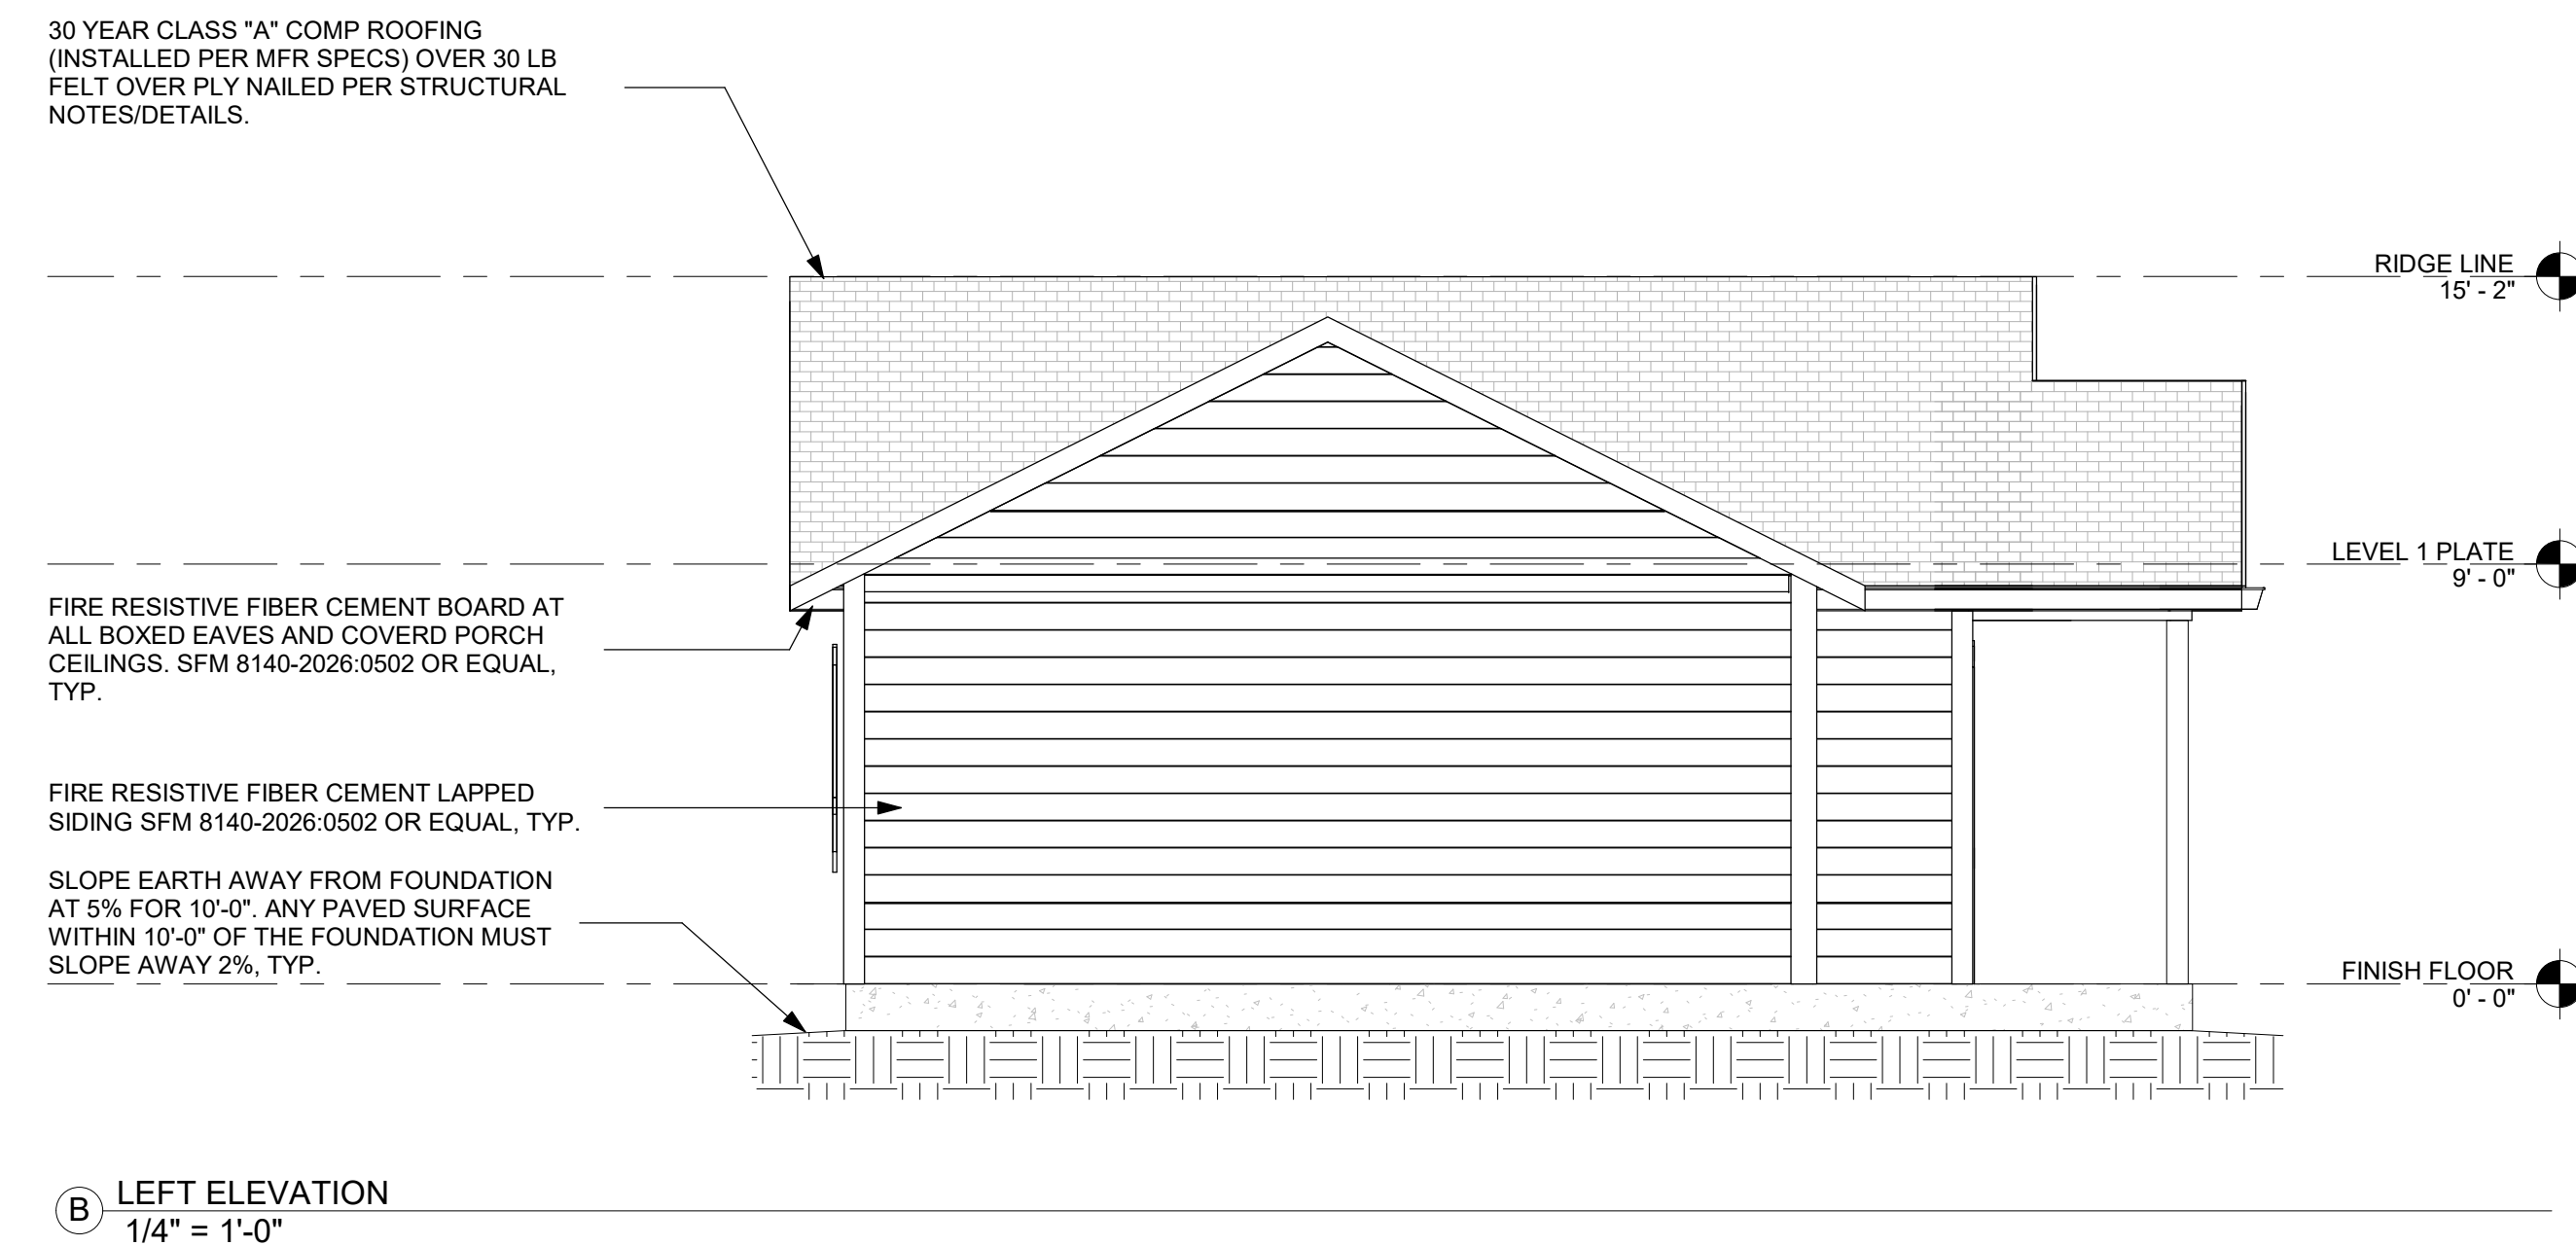 30 YEAR CLASS "A" COMP ROOFING
(INSTALLED PER MFR SPECS) OVER 30 LB
FELT OVER PLY NAILED PER STRUCTURAL
NOTES/DETAILS.
RIDGE LINE
15' - 2"
LEVEL 1 PLATE
9' - 0"
FIRE RESISTIVE FIBER CEMENT BOARD AT
ALL BOXED EAVES AND COVERD PORCH
CEILINGS. SFM 8140-2026:0502 OR EQUAL,
TYP.
FIRE RESISTIVE FIBER CEMENT LAPPED
SIDING SFM 8140-2026:0502 OR EQUAL, TYP.
SLOPE EARTH AWAY FROM FOUNDATION
AT 5% FOR 10'-0". ANY PAVED SURFACE
WITHIN 10'-0" OF THE FOUNDATION MUST
SLOPE AWAY 2%, TYP.
FINISH FLOOR
0' - 0"
B
LEFT ELEVATION
1/4" = 1'-0"